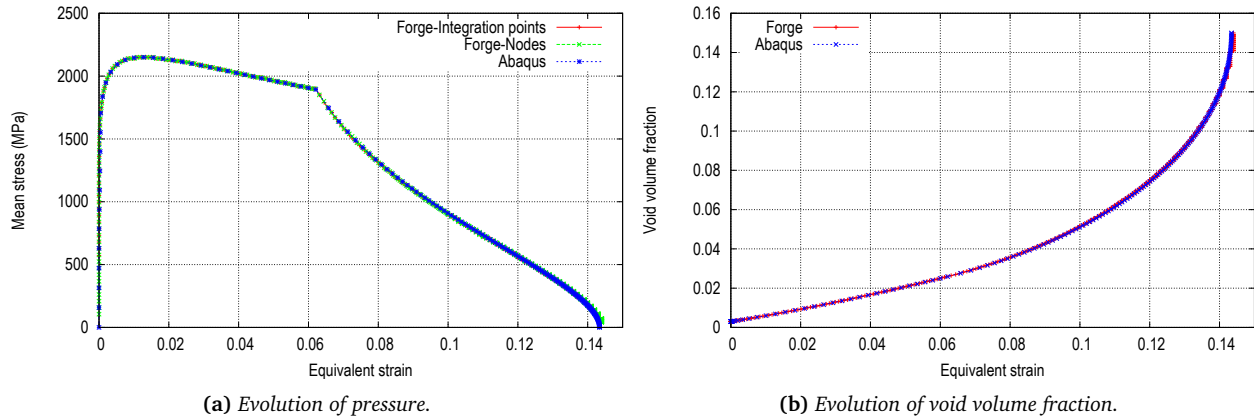 2500
2000
1500
1000
500
0
Mean stress (MPa)
Forge-Integration points
Forge-Nodes
Abaqus
0 0.02 0.04 0.06 0.08 0.1 0.12 0.14
Equivalent strain
(a) Evolution of pressure.
0.16
0.14
0.12
0.1
0.08
0.06
0.04
0.02
0
Void volume fraction
Forge
Abaqus
0 0.02 0.04 0.06 0.08 0.1 0.12 0.14
Equivalent strain
(b) Evolution of void volume fraction.